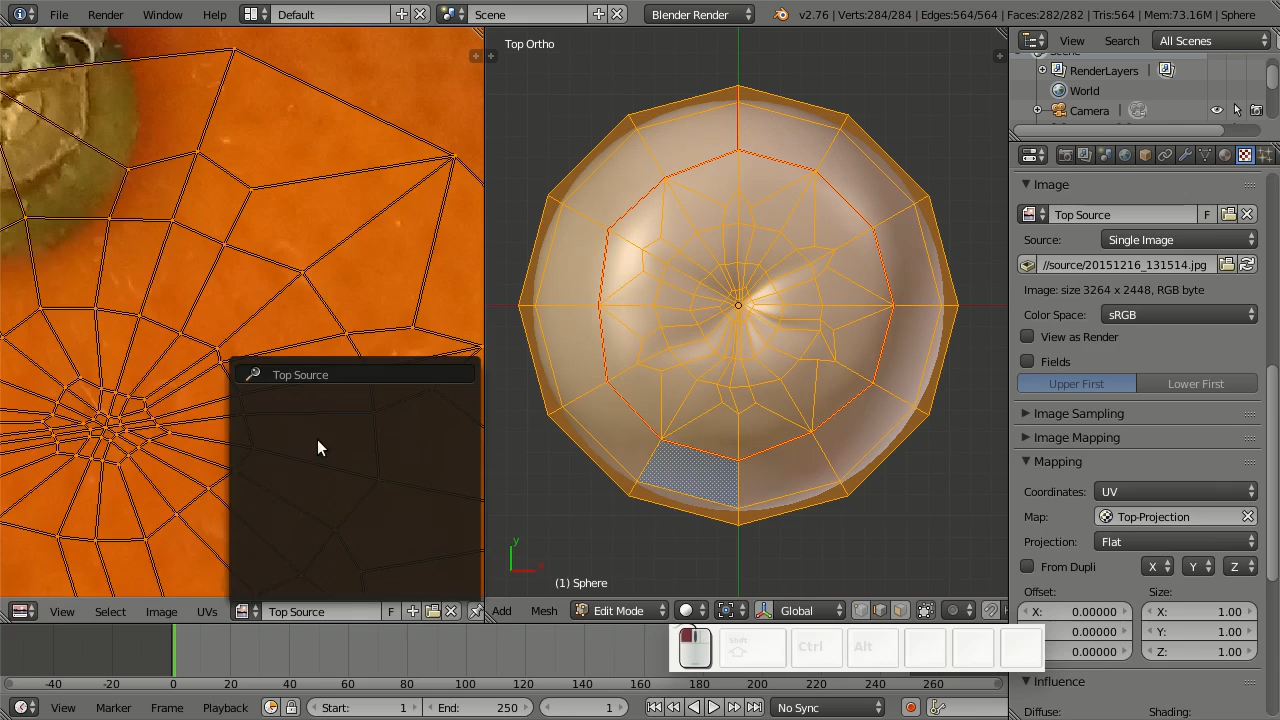 File Render Window Help Default Scene Blender Render v2.76 | Verts:284/284 | Edges:564/564 | Faces:282/282 | Tris:564 | Mem:73.16M | Sphere
Top Ortho
View Search All Scenes
RenderLayers
World
Camera
Image
Top Source F
Source: Single Image
//source/20151216_131514.jpg
Image: size 3264 x 2448, RGB byte
Color Space: sRGB
View as Render
Fields
Upper First Lower First
Image Sampling
Image Mapping
Mapping
Coordinates: UV
Map: Top-Projection
Projection: Flat
From Dupli X Y Z
Offset: Size:
X: 0.00000 X: 1.00
0.00000 Y: 1.00
0.00000 Z: 1.00
Influence
Diffuse: Shading:
Top Source
y
(1) Sphere
View Select Image UVs Top Source F
Add Mesh Edit Mode Global
Shift Ctrl Alt
-40 -20 0 20 40 60 80 100 120 140 160 180 200 220 240 260
View Marker Frame Playback Start: 1 End: 250 1 No Sync